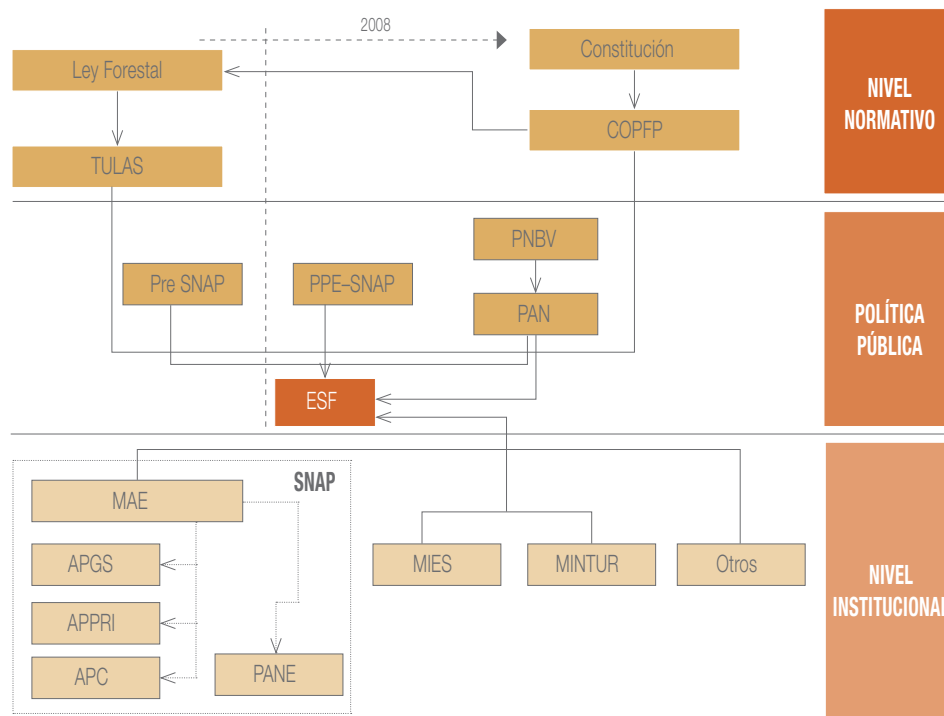 2008
Ley Forestal
Constitución
NIVEL
NORMATIVO
COPFP
TULAS
PNBV
Pre SNAP
PPE–SNAP
PAN
POLÍTICA
PÚBLICA
ESF
SNAP
MAE
APGS
MIES
MINTUR
Otros
NIVEL
INSTITUCIONAL
APPRI
APC
PANE